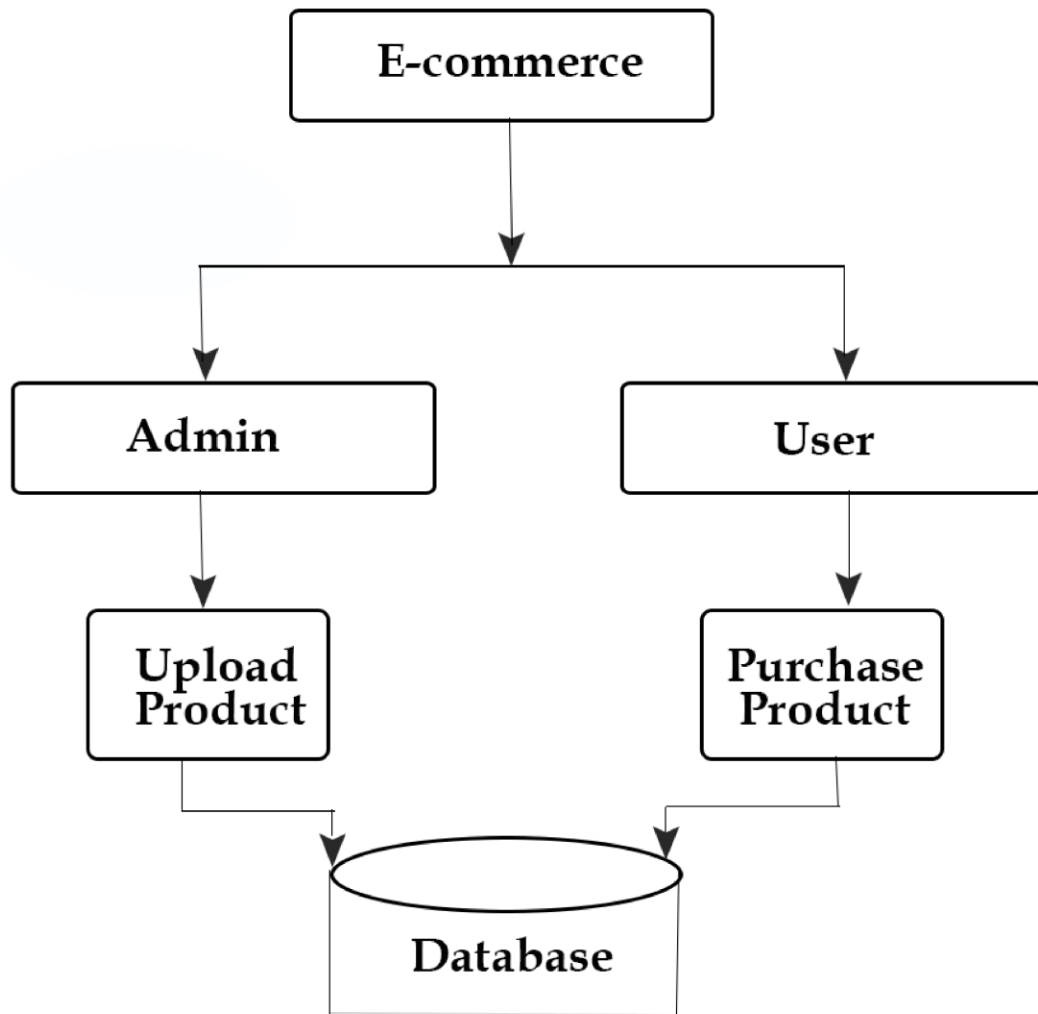 E-commerce
Admin
User
Upload
Product
Purchase
Product
Database